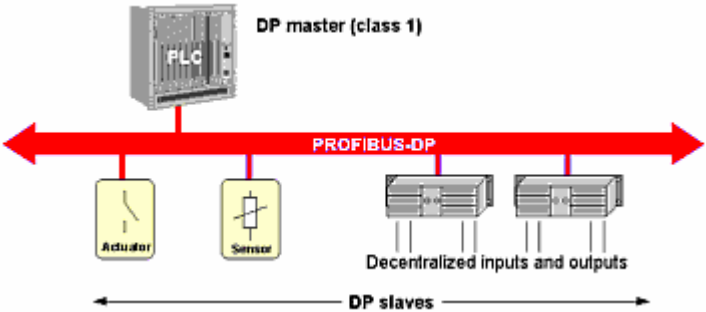 DP master (class 1)
PLC
PROFIBUS-DP
Actuator
Sensor
Decentralized inputs and outputs
DP slaves